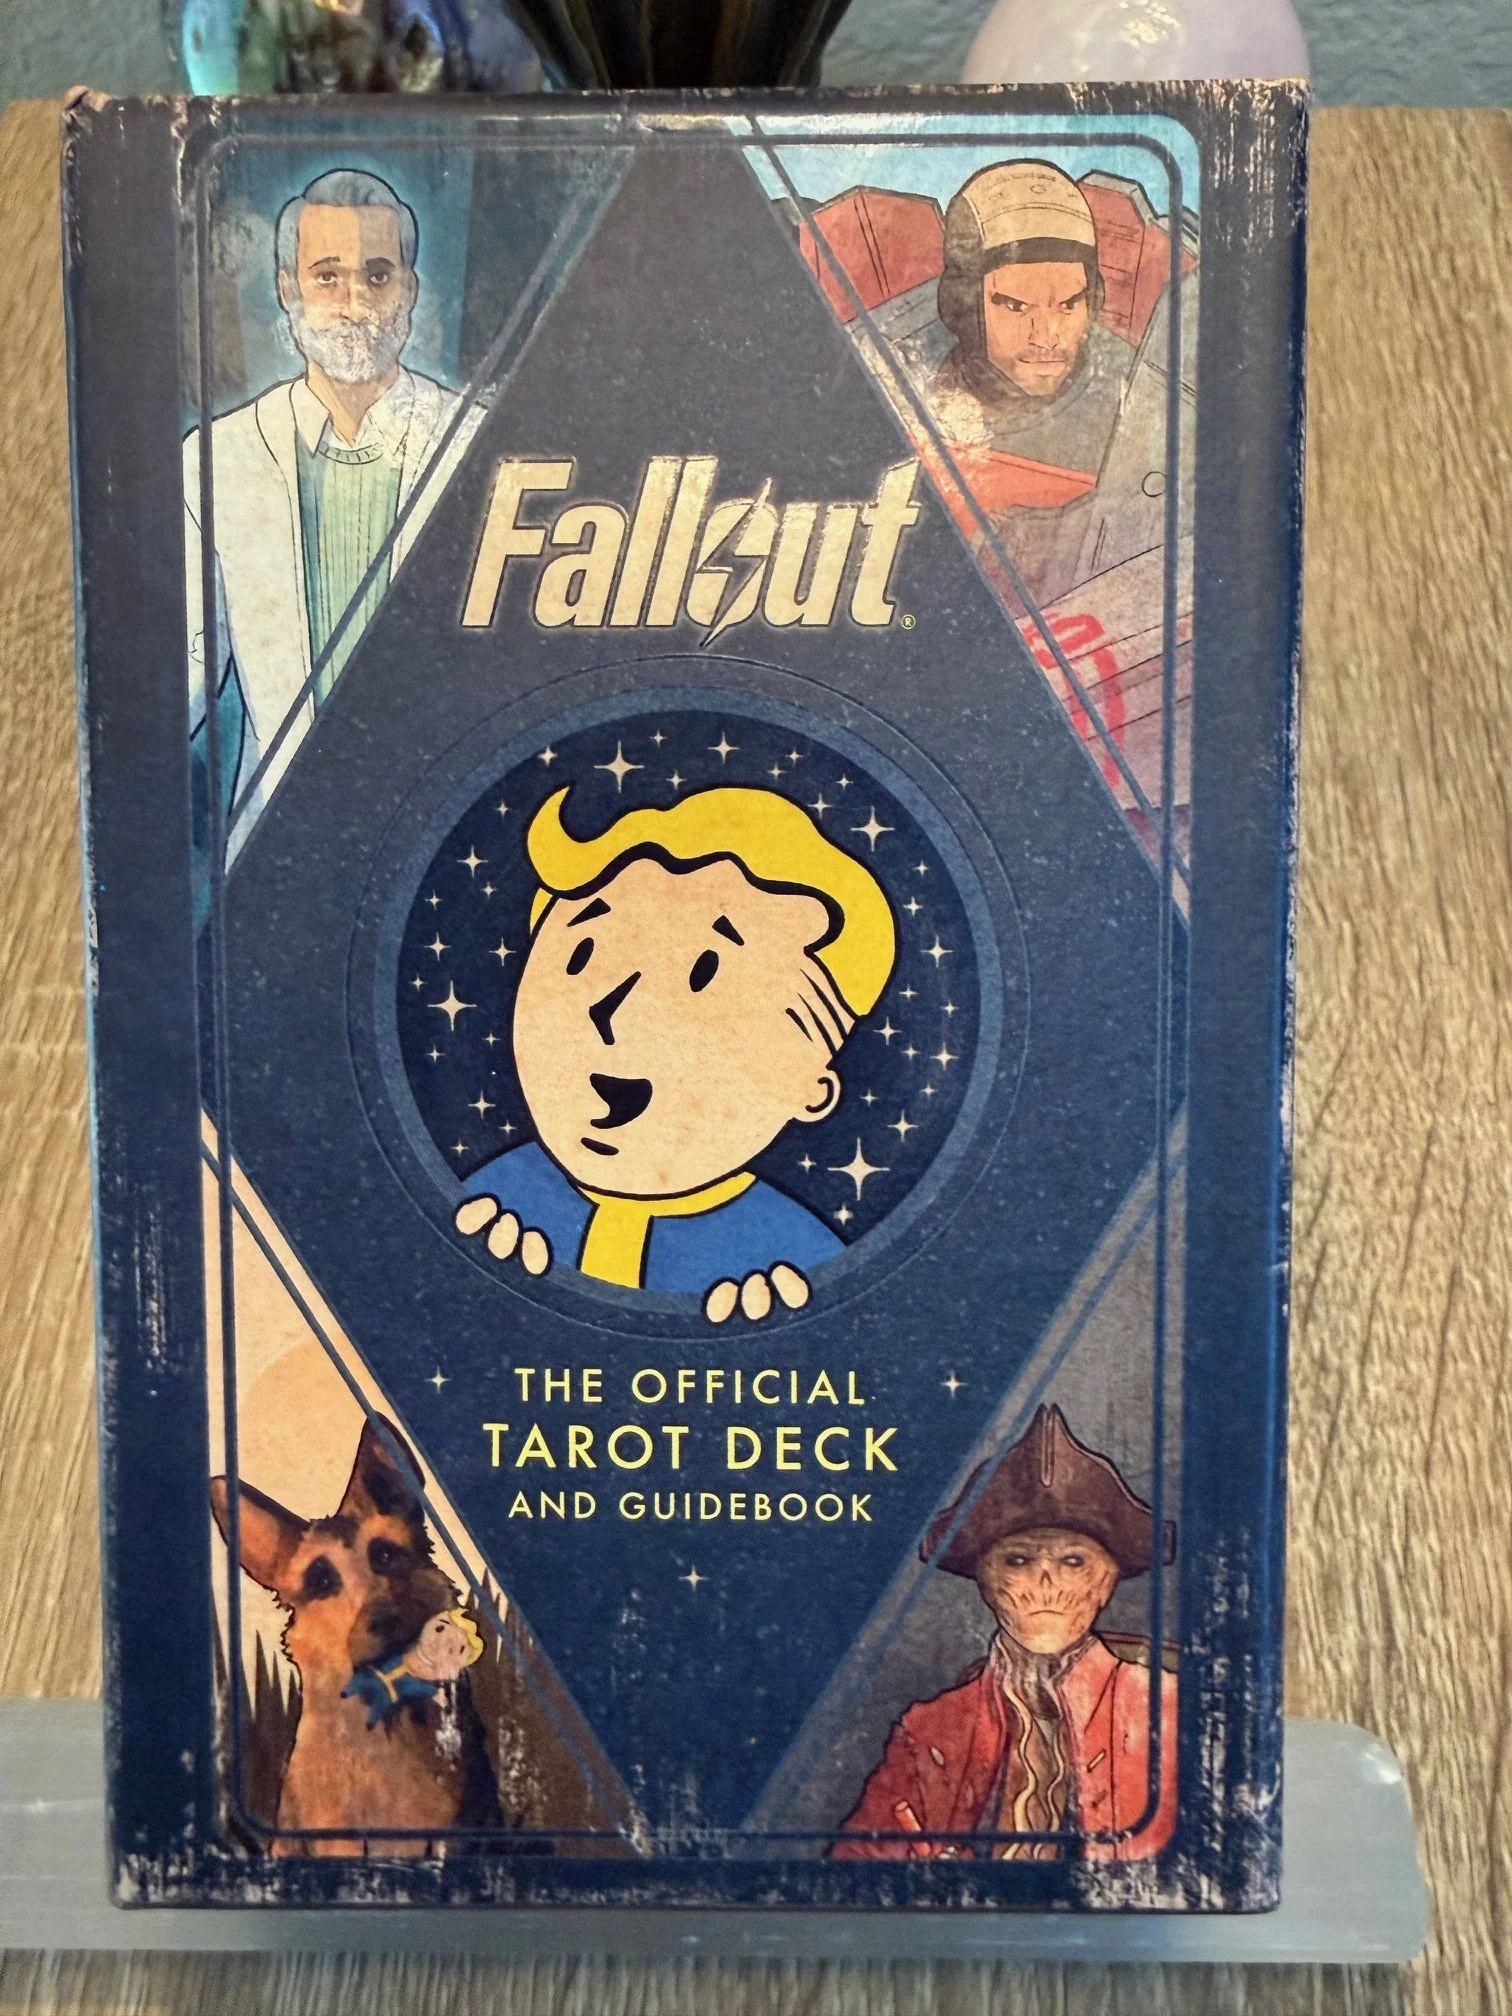 Fallout®
THE OFFICIAL
TAROT DECK
AND GUIDEBOOK